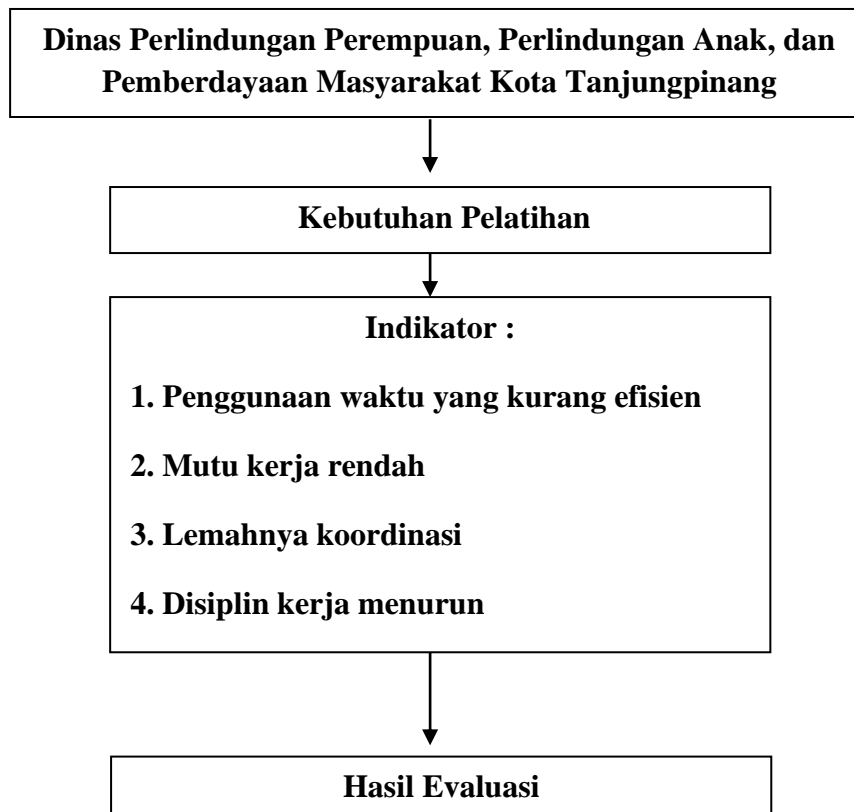 Dinas Perlindungan Perempuan, Perlindungan Anak, dan
Pemberdayaan Masyarakat Kota Tanjungpinang
Kebutuhan Pelatihan
Indikator :
1. Penggunaan waktu yang kurang efisien
2. Mutu kerja rendah
3. Lemahnya koordinasi
4. Disiplin kerja menurun
Hasil Evaluasi